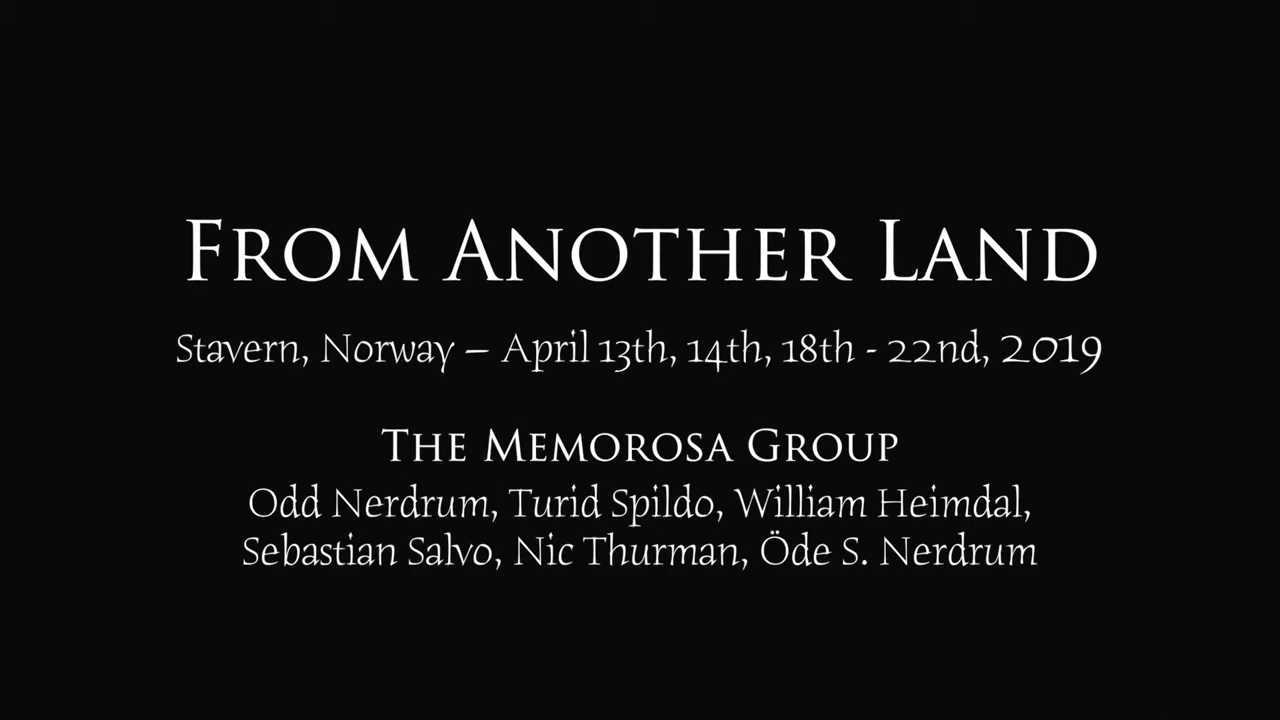 From Another Land
Stavern, Norway – April 13th, 14th, 18th - 22nd, 2019
The Memorosa Group
Odd Nerdrum, Turid Spildo, William Heimdal,
Sebastian Salvo, Nic Thurman, Öde S. Nerdrum